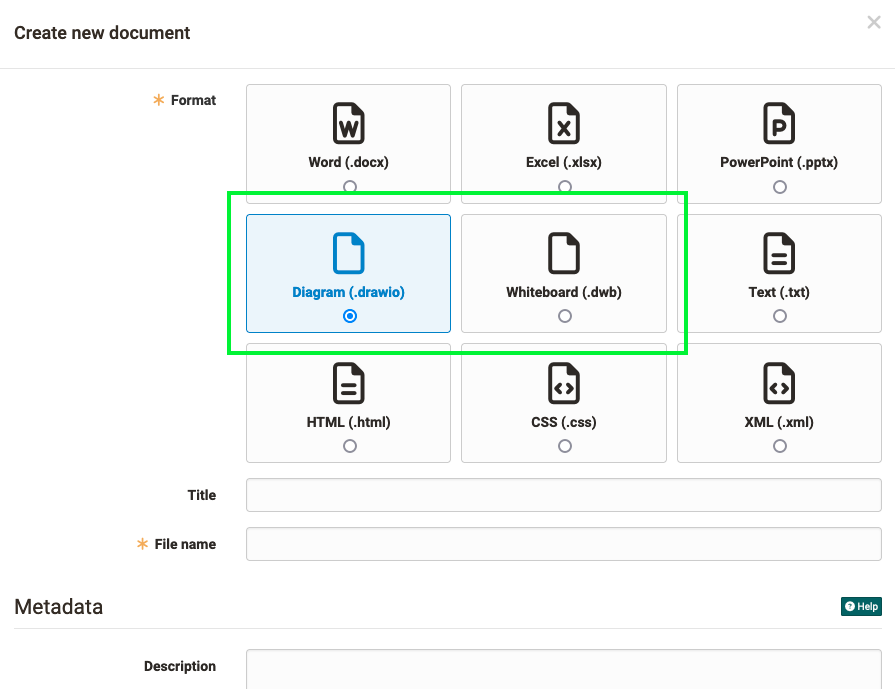 Create new document
* Format
W
X
P
Word (.docx)
Excel (.xlsx)
PowerPoint (.pptx)
Diagram (.drawio)
Whiteboard (.dwb)
Text (.txt)
HTML (.html)
CSS (.css)
XML (.xml)
Title
* File name
Metadata
? Help
Description